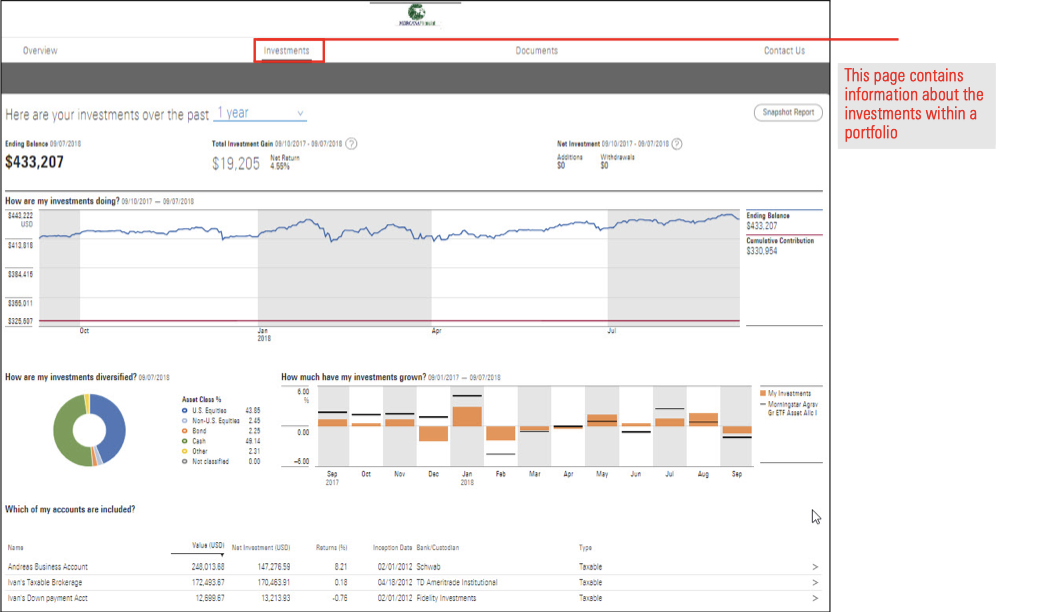 Overview
Investments
Documents
Contact Us
This page contains
information about the
investments within a
portfolio
Here are your investments over the past 1 year
Snapshot Report
Ending Balance 09/07/2018
$433,207
Total Investment Gain 09/10/2017 - 09/07/2018 ?
$19,205
Net Return
4.55%
Net Investment 09/10/2017 - 09/07/2018 ?
Additions Withdrawals
$0 $0
How are my investments doing? 09/10/2017 — 09/07/2018
USD
$412,818
$384,415
$325,607
Oct
Jan
2018
Apr
Jul
Ending Balance
$433,207
Cumulative Contribution
$330,954
How are my investments diversified? 09/07/2018
Asset Class %
U.S. Equities 43.85
Non-U.S. Equities 2.45
Bond 2.25
Cash 49.14
Other 2.31
Not classified 0.00
How much have my investments grown? 09/01/2017 — 09/07/2018
6.00
%
0.00
-6.00
Sep Oct Nov Dec Jan Feb Mar Apr May Jun Jul Aug Sep
2017 2018
My Investments
Morningstar Agrsv
Gr ETF Asset Allc I
Which of my accounts are included?
Name Value (USD) Net Investment (USD) Returns (%) Inception Date Bank/Custodian Type
Andreas Business Account 248,013.68 147,276.59 8.21 02/01/2012 Schwab Taxable >
Ivan's Taxable Brokerage 172,493.67 170,463.91 0.18 04/18/2012 TD Ameritrade Institutional Taxable >
Ivan's Down payment Acct 12,699.67 13,213.93 -0.76 02/01/2012 Fidelity Investments Taxable >